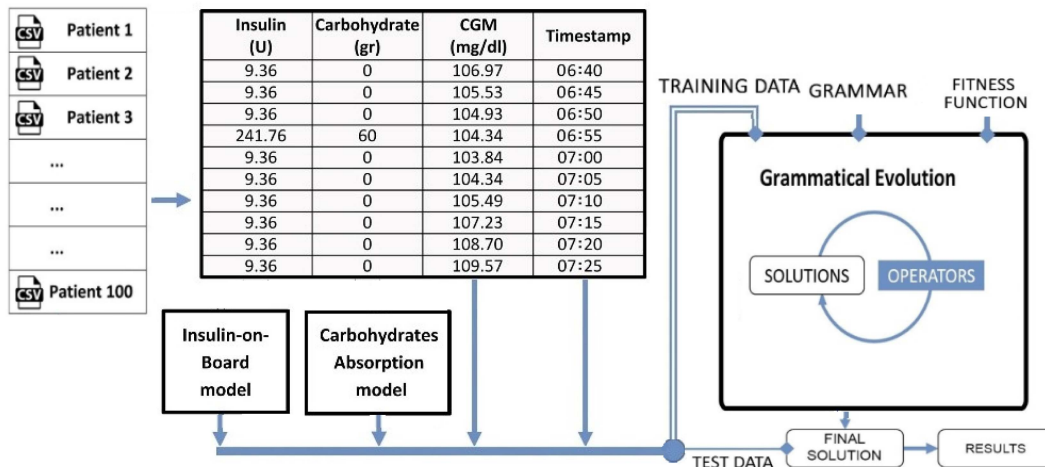 CSV Patient 1
CSV Patient 2
CSV Patient 3
...
...
...
CSV Patient 100
Insulin (U) Carbohydrate (gr) CGM (mg/dl) Timestamp
9.36 0 106.97 06:40
9.36 0 105.53 06:45
9.36 0 104.93 06:50
241.76 60 104.34 06:55
9.36 0 103.84 07:00
9.36 0 104.34 07:05
9.36 0 105.49 07:10
9.36 0 107.23 07:15
9.36 0 108.70 07:20
9.36 0 109.57 07:25
Insulin-on-
Board
model
Carbohydrates
Absorption
model
TRAINING DATA
GRAMMAR
FITNESS
FUNCTION
Grammatical Evolution
SOLUTIONS
OPERATORS
TEST DATA
FINAL
SOLUTION
RESULTS